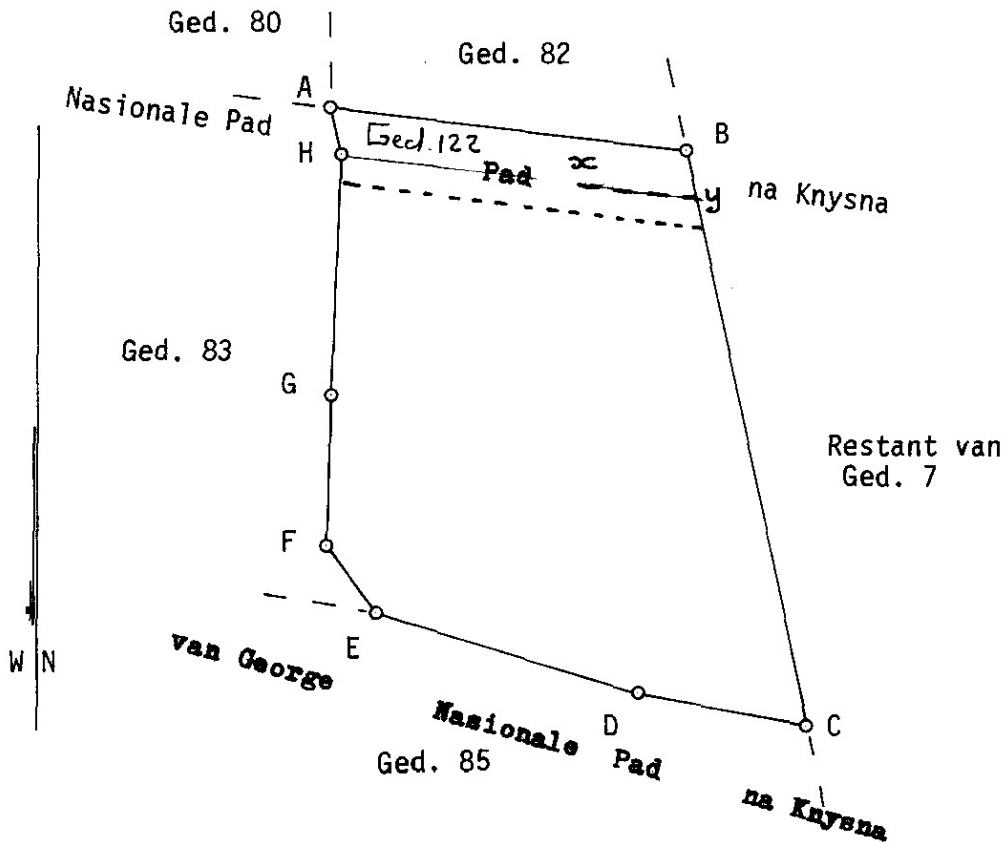 Ged. 80
Ged. 82
A
Nasionale Pad
B
H
Ged. 122
Pad
x
y
na Knysna
Ged. 83
G
Restant van
Ged. 7
F
E
W N
van George
D
C
Nasionale Pad
Ged. 85
na Knysna